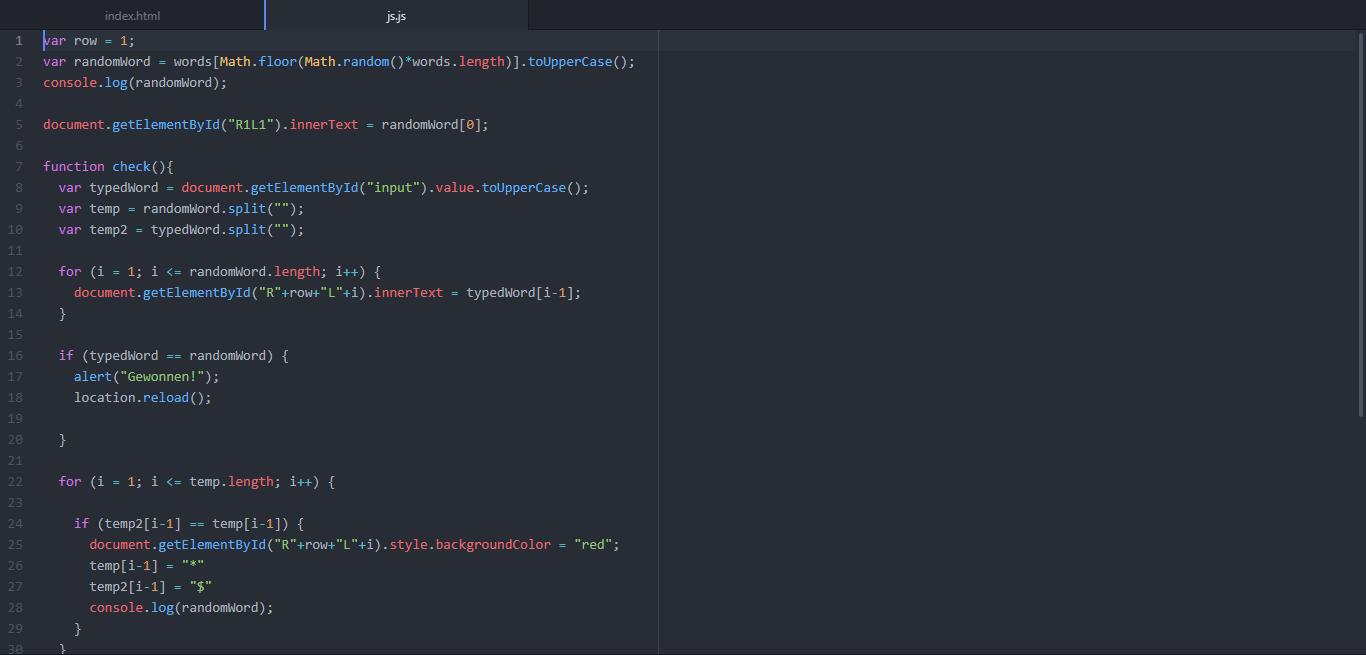 index.html
js.js
1 var row = 1;
2 var randomWord = words[Math.floor(Math.random()*words.length)].toUpperCase();
3 console.log(randomWord);
4
5 document.getElementById("R1L1").innerText = randomWord[0];
6
7 function check(){
8   var typedWord = document.getElementById("input").value.toUpperCase();
9   var temp = randomWord.split("");
10   var temp2 = typedWord.split("");
11
12   for (i = 1; i <= randomWord.length; i++) {
13     document.getElementById("R"+row+"L"+i).innerText = typedWord[i-1];
14   }
15
16   if (typedWord == randomWord) {
17     alert("Gewonnen!");
18     location.reload();
19
20   }
21
22   for (i = 1; i <= temp.length; i++) {
23
24     if (temp2[i-1] == temp[i-1]) {
25       document.getElementById("R"+row+"L"+i).style.backgroundColor = "red";
26       temp[i-1] = "*"
27       temp2[i-1] = "$"
28       console.log(randomWord);
29     }
30   }